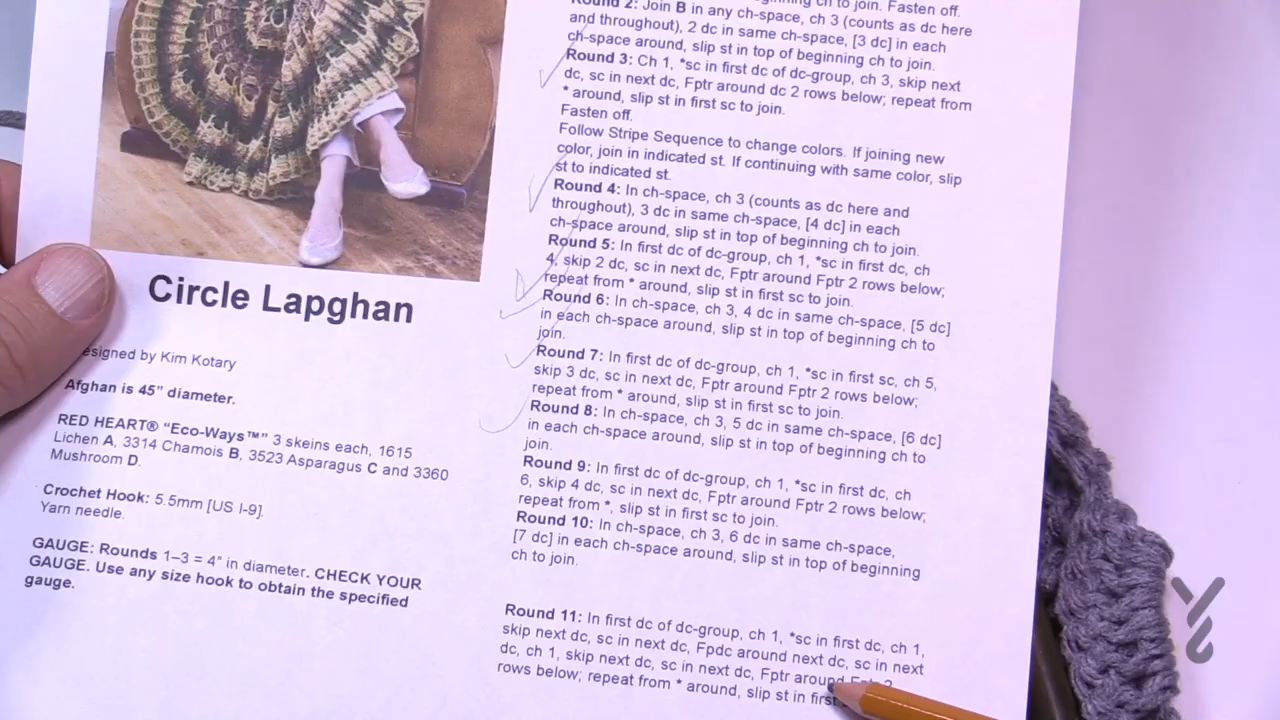 Circle Lapghan
esigned by Kim Kotary
Afghan is 45” diameter.
RED HEART® “Eco-Ways™” 3 skeins each, 1615
Lichen A, 3314 Chamois B, 3523 Asparagus C and 3360
Mushroom D.
Crochet Hook: 5.5mm [US I-9].
Yarn needle.
GAUGE: Rounds 1–3 = 4” in diameter. CHECK YOUR
GAUGE. Use any size hook to obtain the specified
gauge.
ch to join. Fasten off.
Round 2: Join B in any ch-space, ch 3 (counts as dc here
and throughout), 2 dc in same ch-space, [3 dc] in each
ch-space around, slip st in top of beginning ch to join.
Round 3: Ch 1, *sc in first dc of dc-group, ch 3, skip next
dc, sc in next dc, Fptr around dc 2 rows below; repeat from
* around, slip st in first sc to join.
Fasten off.
Follow Stripe Sequence to change colors. If joining new
color, join in indicated st. If continuing with same color, slip
st to indicated st.
Round 4: In ch-space, ch 3 (counts as dc here and
throughout), 3 dc in same ch-space, [4 dc] in each
ch-space around, slip st in top of beginning ch to join.
Round 5: In first dc of dc-group, ch 1, *sc in first dc, ch
4, skip 2 dc, sc in next dc, Fptr around Fptr 2 rows below;
repeat from * around, slip st in first sc to join.
Round 6: In ch-space, ch 3, 4 dc in same ch-space, [5 dc]
in each ch-space around, slip st in top of beginning ch to
join.
Round 7: In first dc of dc-group, ch 1, *sc in first sc, ch 5,
skip 3 dc, sc in next dc, Fptr around Fptr 2 rows below;
repeat from * around, slip st in first sc to join.
Round 8: In ch-space, ch 3, 5 dc in same ch-space, [6 dc]
in each ch-space around, slip st in top of beginning ch to
join.
Round 9: In first dc of dc-group, ch 1, *sc in first dc, ch
6, skip 4 dc, sc in next dc, Fptr around Fptr 2 rows below;
repeat from *, slip st in first sc to join.
Round 10: In ch-space, ch 3, 6 dc in same ch-space,
[7 dc] in each ch-space around, slip st in top of beginning
ch to join.
Round 11: In first dc of dc-group, ch 1, *sc in first dc, ch 1,
skip next dc, sc in next dc, Fpdc around next dc, sc in next
dc, ch 1, skip next dc, sc in next dc, Fptr around Fptr 2
rows below; repeat from * around, slip st in first